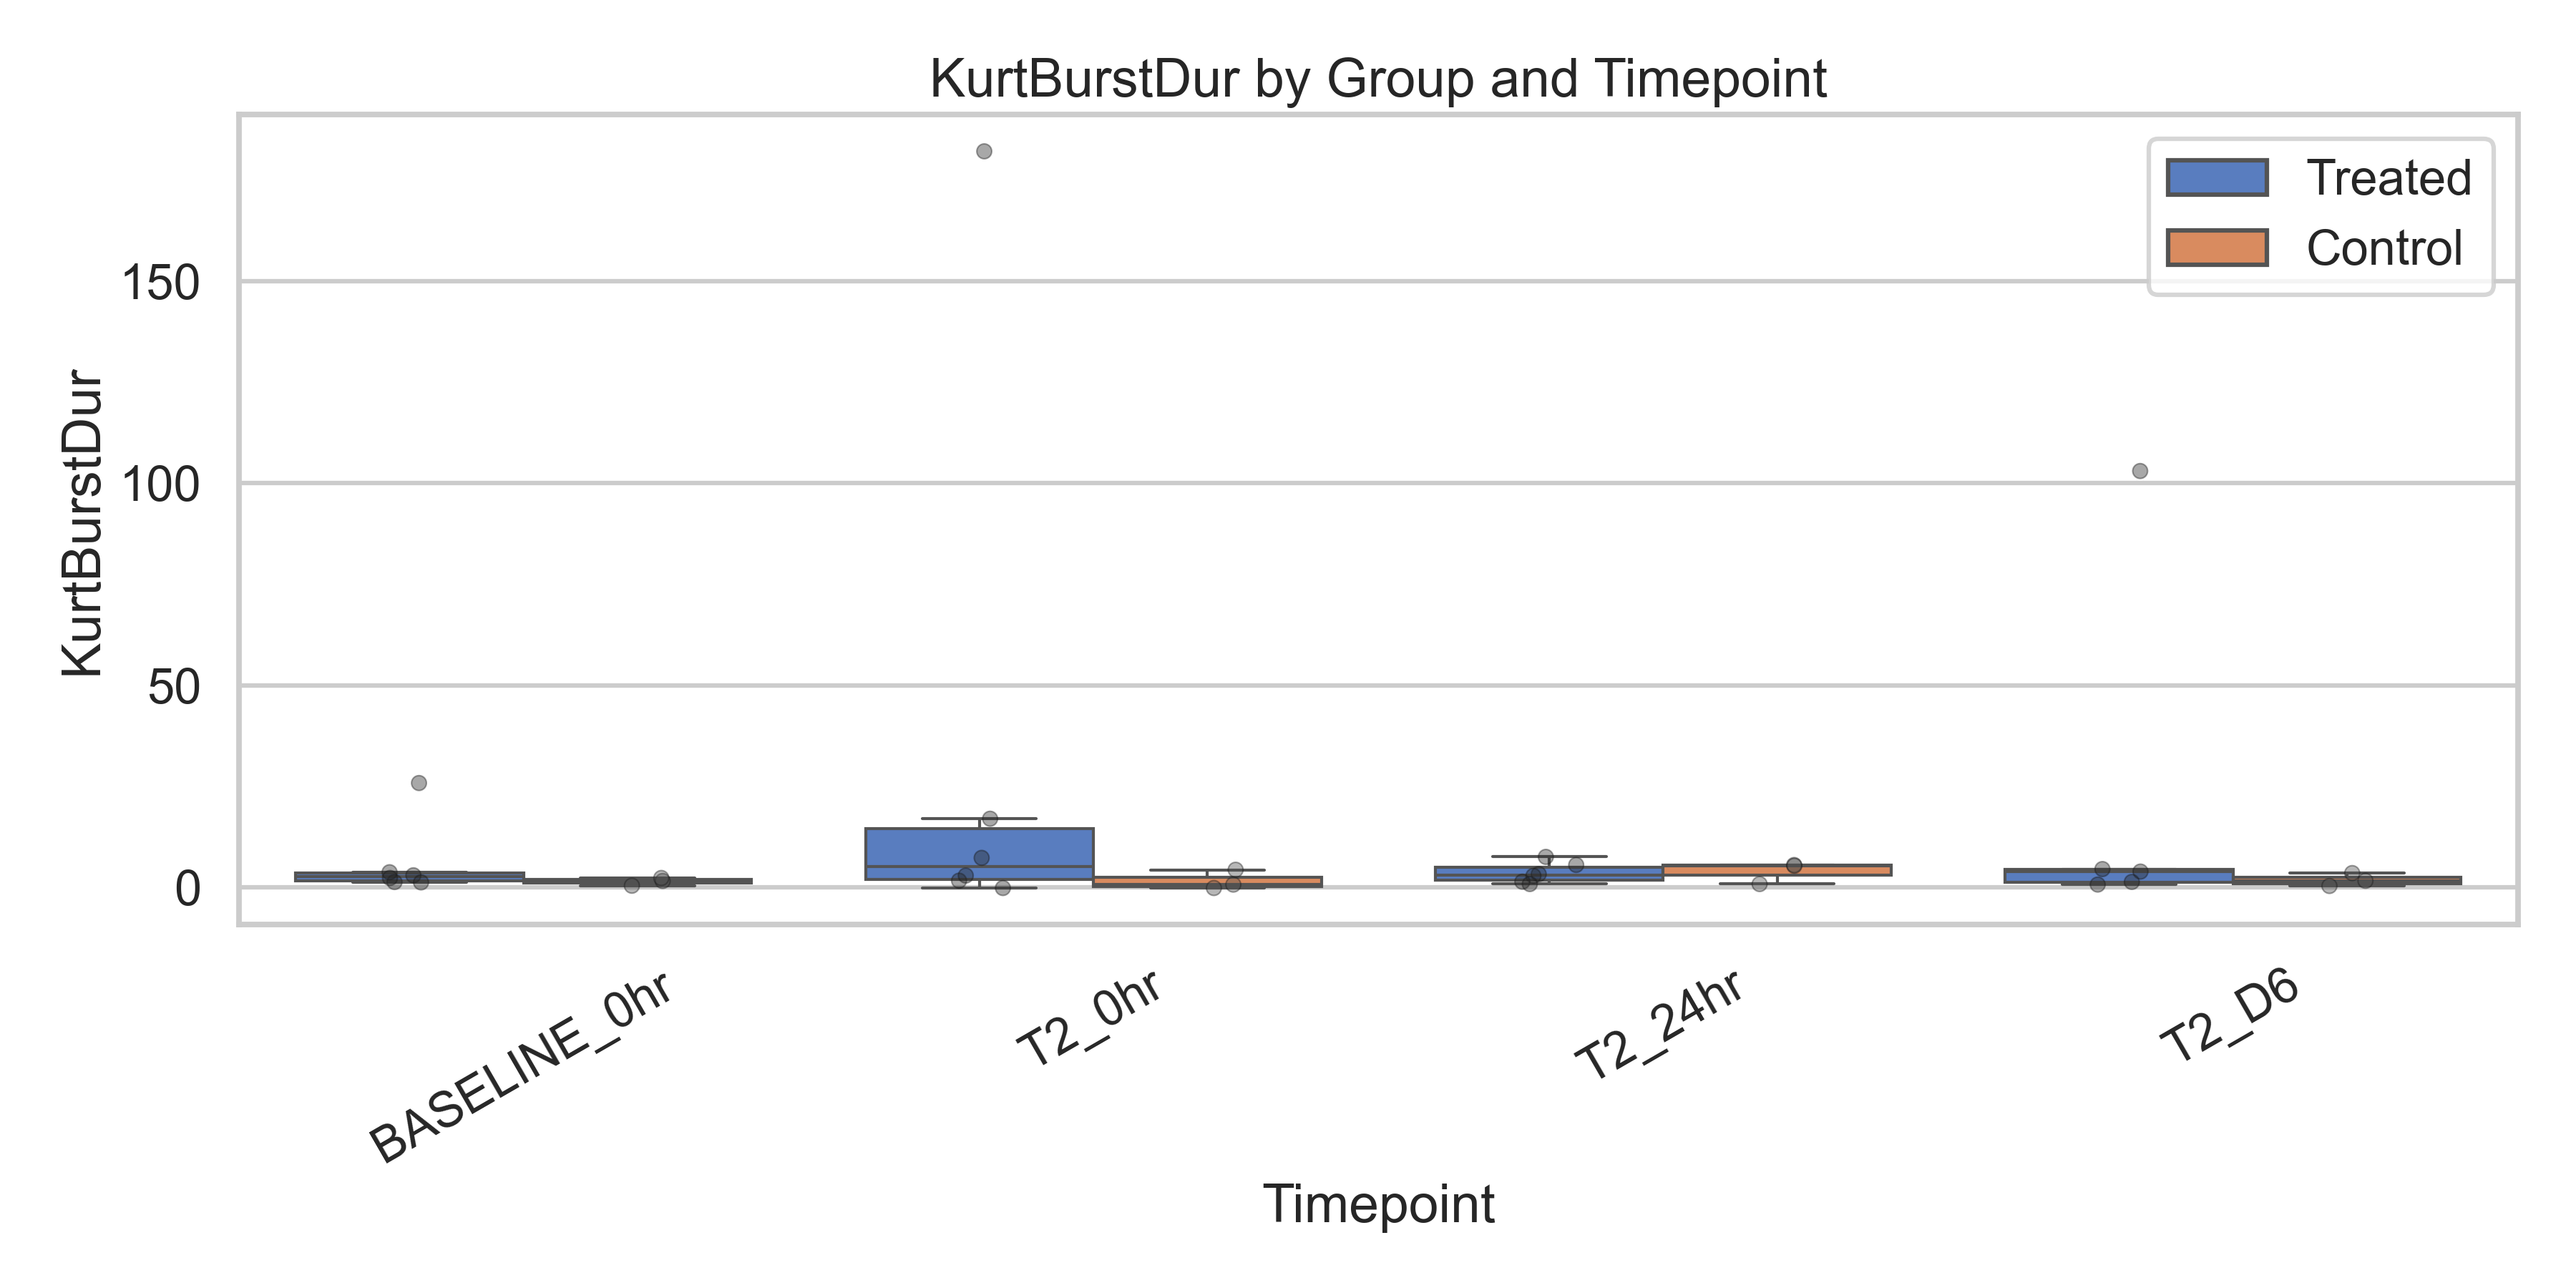 KurtBurstDur by Group and Timepoint
Treated
Control
KurtBurstDur
150
100
50
0
BASELINE_0hr
T2_0hr
T2_24hr
T2_D6
Timepoint